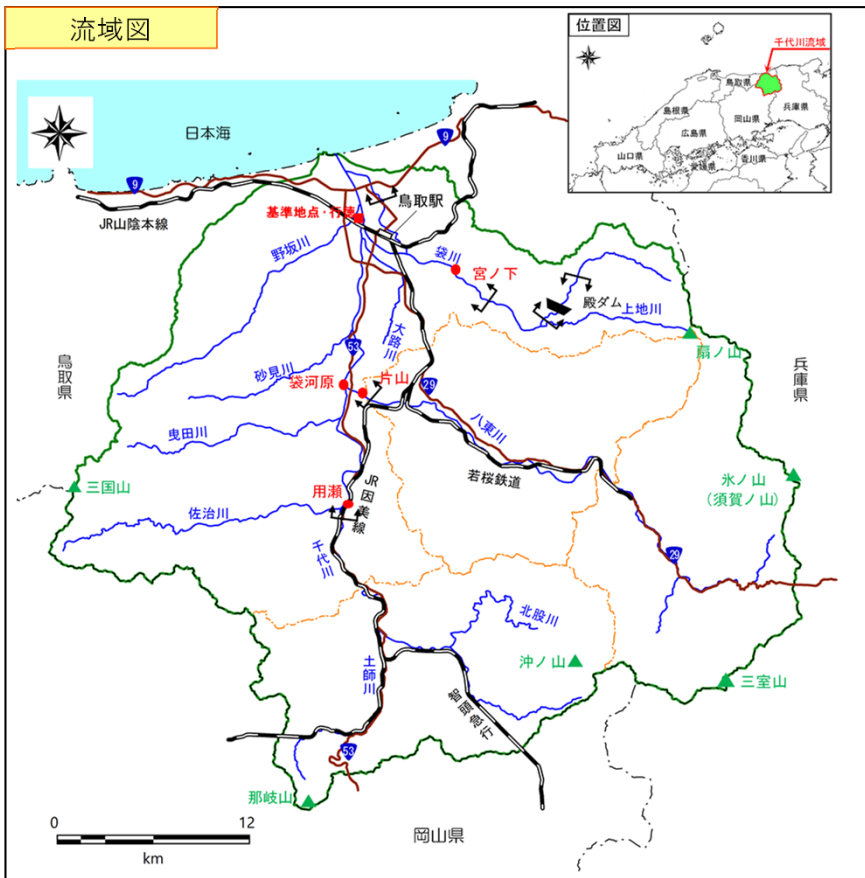 流域図
位置図
千代川流域
鳥取県
島根県
岡山県
兵庫県
広島県
山口県
愛媛県
香川県
日本海
9
9
JR山陰本線
基準地点・行徳
鳥取駅
野坂川
袋川
宮ノ下
殿ダム
上地川
大路川
扇ノ山
53
鳥取県
兵庫県
砂見川
袋河原
片山
29
八東川
曳田川
若桜鉄道
氷ノ山
(須賀ノ山)
三国山
用瀬
JR因美線
佐治川
千代川
29
北股川
沖ノ山
三室山
土師川
智頭急行
53
那岐山
岡山県
0
12
km